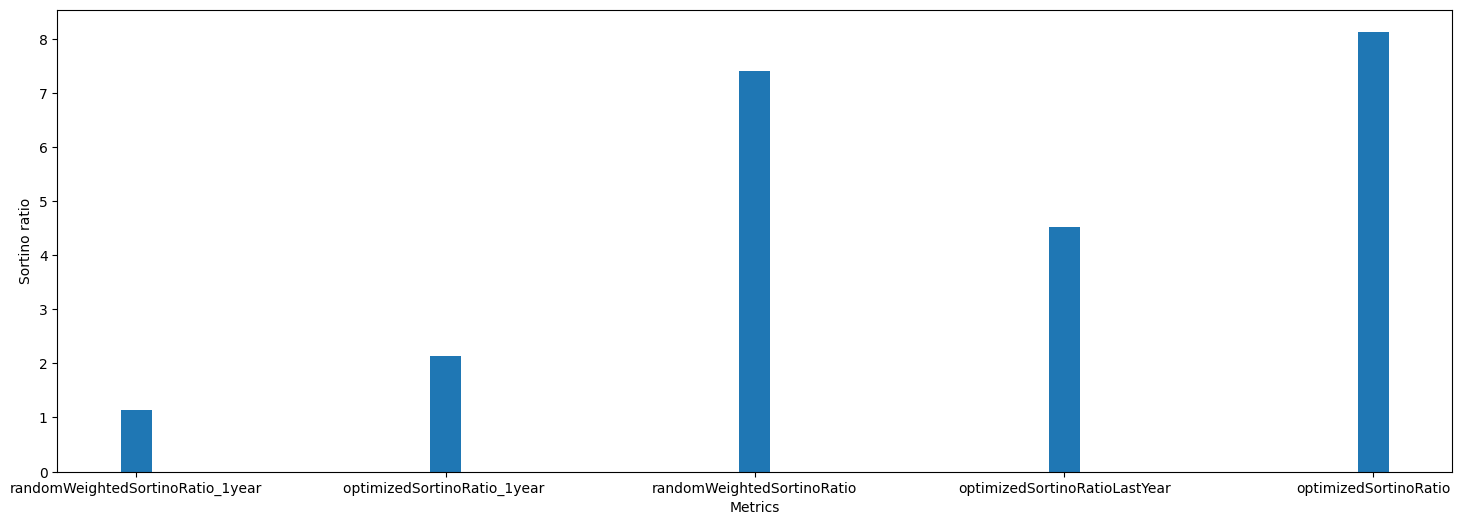 8
7
6
5
4
3
2
1
0
Sortino ratio
randomWeightedSortinoRatio_1year
optimizedSortinoRatio_1year
randomWeightedSortinoRatio
optimizedSortinoRatioLastYear
optimizedSortinoRatio
Metrics